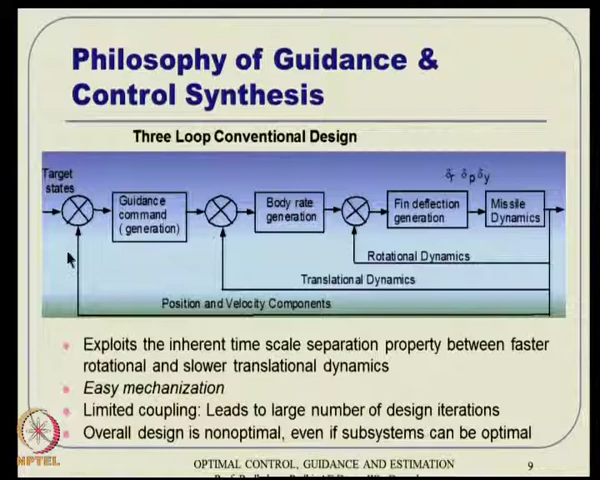 Philosophy of Guidance &
Control Synthesis
Three Loop Conventional Design
δr δp δy
Target
states
Guidance
command
( generation)
Body rate
generation
Fin deflection
generation
Missile
Dynamics
Rotational Dynamics
Translational Dynamics
Position and Velocity Components
Exploits the inherent time scale separation property between faster
rotational and slower translational dynamics
Easy mechanization
Limited coupling: Leads to large number of design iterations
Overall design is nonoptimal, even if subsystems can be optimal
NPTEL
OPTIMAL CONTROL, GUIDANCE AND ESTIMATION
9